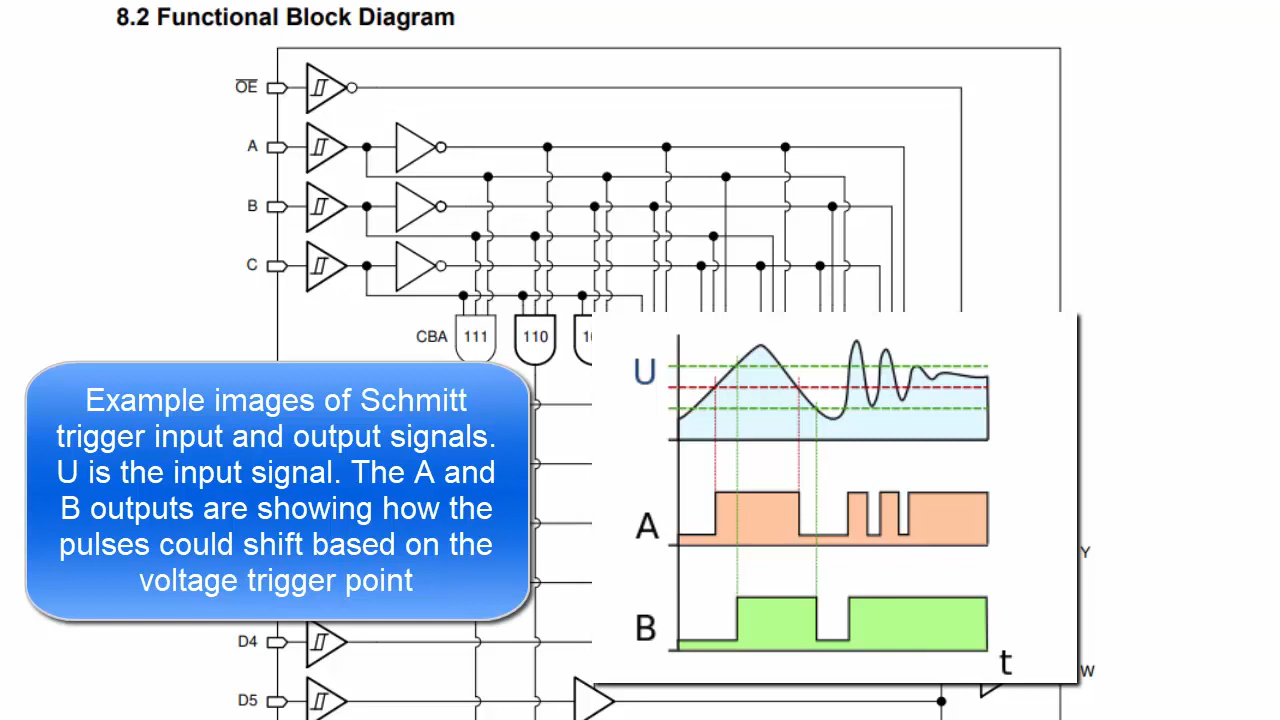 8.2 Functional Block Diagram
OE
A
B
C
CBA
111
110
U
Example images of Schmitt
trigger input and output signals.
U is the input signal. The A and
B outputs are showing how the
pulses could shift based on the
voltage trigger point
A
Y
B
t
D4
W
D5